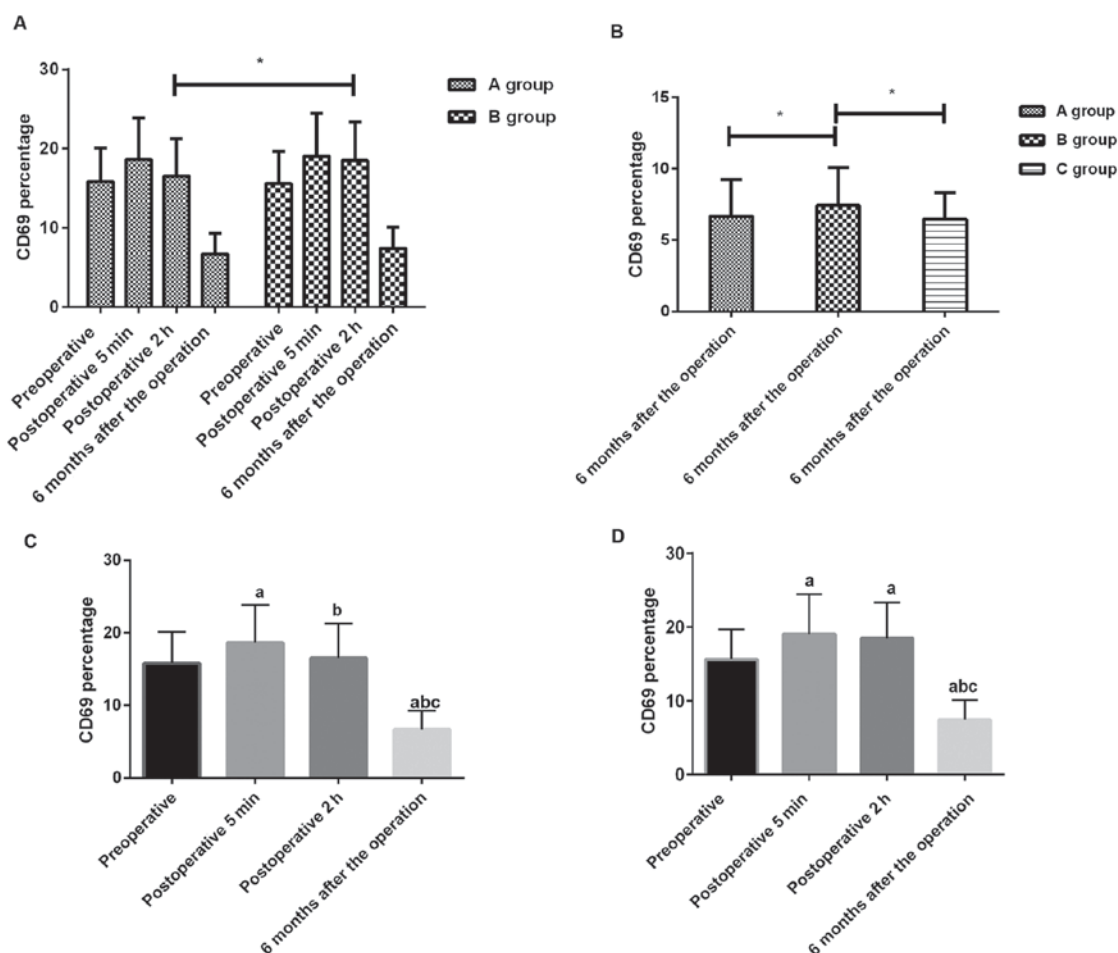 A
CD69 percentage
30
20
10
0
*
A group
B group
Preoperative
Postoperative 5 min
Postoperative 2 h
6 months after the operation
Preoperative
Postoperative 5 min
Postoperative 2 h
6 months after the operation
B
CD69 percentage
15
10
5
0
*
*
A group
B group
C group
6 months after the operation
6 months after the operation
6 months after the operation
C
CD69 percentage
30
20
10
0
a
b
abc
Preoperative
Postoperative 5 min
Postoperative 2 h
6 months after the operation
D
CD69 percentage
30
20
10
0
a
a
abc
Preoperative
Postoperative 5 min
Postoperative 2 h
6 months after the operation